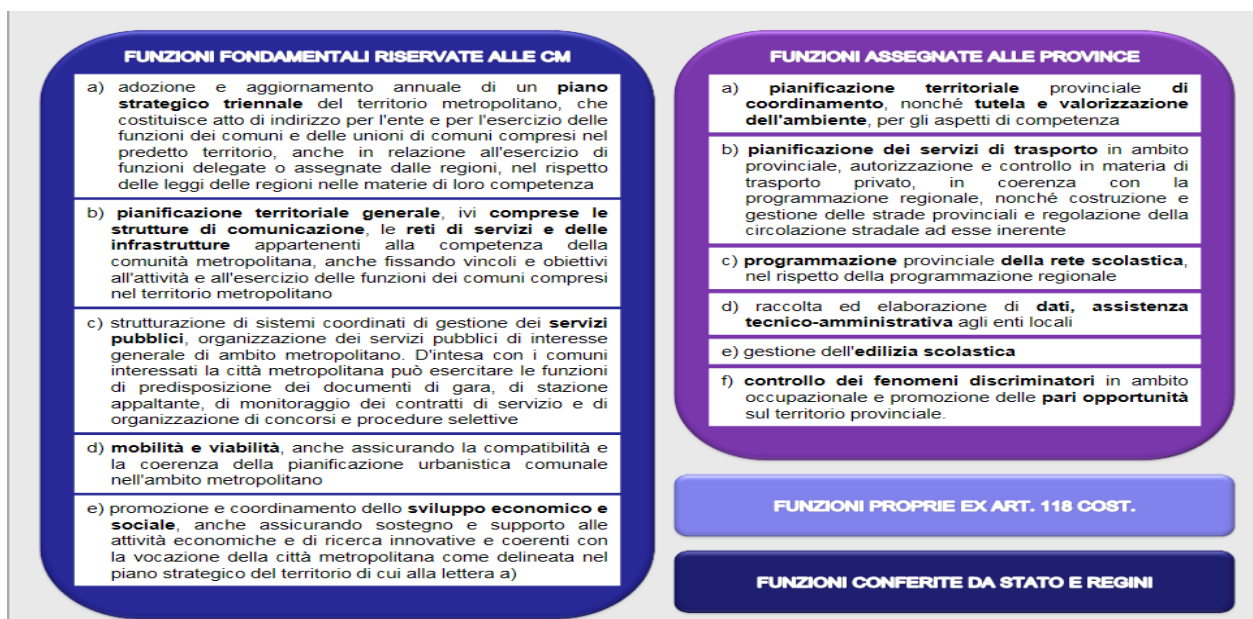 FUNZIONI FONDAMENTALI RISERVATE ALLE CM
a) adozione e aggiornamento annuale di un piano
strategico triennale del territorio metropolitano, che
costituisce atto di indirizzo per l'ente e per l'esercizio delle
funzioni dei comuni e delle unioni di comuni compresi nel
predetto territorio, anche in relazione all'esercizio di
funzioni delegate o assegnate dalle regioni, nel rispetto
delle leggi delle regioni nelle materie di loro competenza
b) pianificazione territoriale generale, ivi comprese le
strutture di comunicazione, le reti di servizi e delle
infrastrutture appartenenti alla competenza della
comunità metropolitana, anche fissando vincoli e obiettivi
all'attività e all'esercizio delle funzioni dei comuni compresi
nel territorio metropolitano
c) strutturazione di sistemi coordinati di gestione dei servizi
pubblici, organizzazione dei servizi pubblici di interesse
generale di ambito metropolitano. D'intesa con i comuni
interessati la città metropolitana può esercitare le funzioni
di predisposizione dei documenti di gara, di stazione
appaltante, di monitoraggio dei contratti di servizio e di
organizzazione di concorsi e procedure selettive
d) mobilità e viabilità, anche assicurando la compatibilità e
la coerenza della pianificazione urbanistica comunale
nell'ambito metropolitano
e) promozione e coordinamento dello sviluppo economico e
sociale, anche assicurando sostegno e supporto alle
attività economiche e di ricerca innovative e coerenti con
la vocazione della città metropolitana come delineata nel
piano strategico del territorio di cui alla lettera a)
FUNZIONI ASSEGNATE ALLE PROVINCE
a) pianificazione territoriale provinciale di
coordinamento, nonché tutela e valorizzazione
dell'ambiente, per gli aspetti di competenza
b) pianificazione dei servizi di trasporto in ambito
provinciale, autorizzazione e controllo in materia di
trasporto privato, in coerenza con la
programmazione regionale, nonché costruzione e
gestione delle strade provinciali e regolazione della
circolazione stradale ad esse inerente
c) programmazione provinciale della rete scolastica,
nel rispetto della programmazione regionale
d) raccolta ed elaborazione di dati, assistenza
tecnico-amministrativa agli enti locali
e) gestione dell'edilizia scolastica
f) controllo dei fenomeni discriminatori in ambito
occupazionale e promozione delle pari opportunità
sul territorio provinciale.
FUNZIONI PROPRIE EX ART. 118 COST.
FUNZIONI CONFERITE DA STATO E REGINI